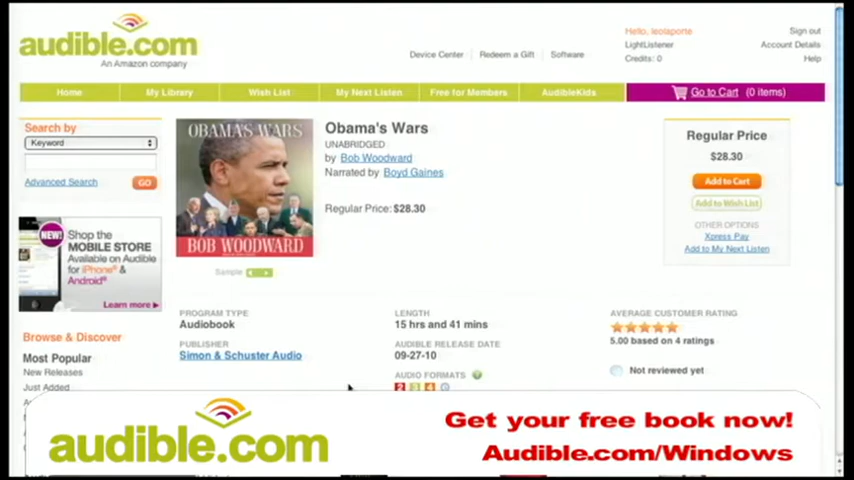 audible.com
An Amazon company
Device Center | Redeem a Gift | Software
Hello, leolaporte
LightListener
Credits: 0
Sign out
Account Details
Help
Home
My Library
Wish List
My Next Listen
Free for Members
AudibleKids
Go to Cart (0 items)
Search by
Keyword
Advanced Search
GO
NEW!
Shop the
MOBILE STORE
Available on Audible
for iPhone® &
Android®
Learn more
Browse & Discover
Most Popular
New Releases
Just Added
OBAMA'S WARS
BOB WOODWARD
Sample
Obama's Wars
UNABRIDGED
by Bob Woodward
Narrated by Boyd Gaines
Regular Price: $28.30
Regular Price
$28.30
Add to Cart
Add to Wish List
OTHER OPTIONS
Xpress Pay
Add to My Next Listen
PROGRAM TYPE
Audiobook
PUBLISHER
Simon & Schuster Audio
LENGTH
15 hrs and 41 mins
AUDIBLE RELEASE DATE
09-27-10
AUDIO FORMATS
2 3 4
AVERAGE CUSTOMER RATING
5.00 based on 4 ratings
Not reviewed yet
audible.com
Get your free book now!
Audible.com/Windows